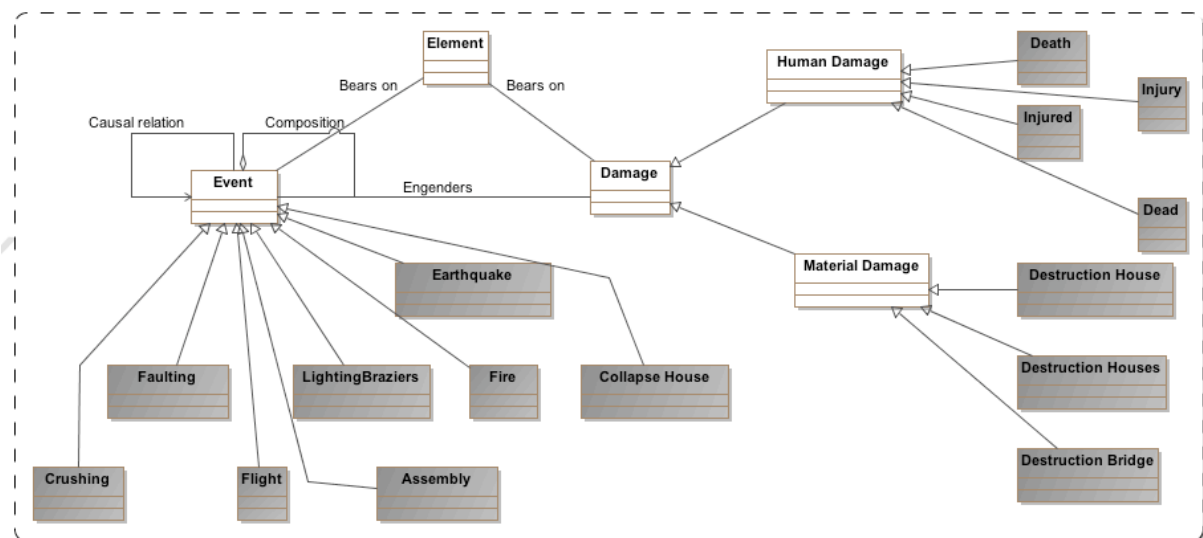 Element
Death
Human Damage
Injury
Bears on
Bears on
Injured
Causal relation
Composition
Event
Engenders
Damage
Dead
Material Damage
Earthquake
Destruction House
Faulting
LightingBraziers
Fire
Collapse House
Destruction Houses
Destruction Bridge
Crushing
Flight
Assembly